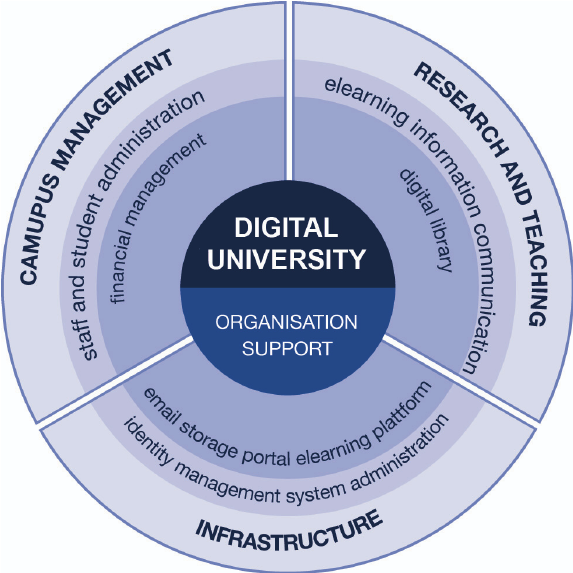 CAMUPUS MANAGEMENT
staff and student administration
financial management
RESEARCH AND TEACHING
elearning information communication
digital library
DIGITAL
UNIVERSITY
ORGANISATION
SUPPORT
email storage portal elearning plattform
identity management system administration
INFRASTRUCTURE